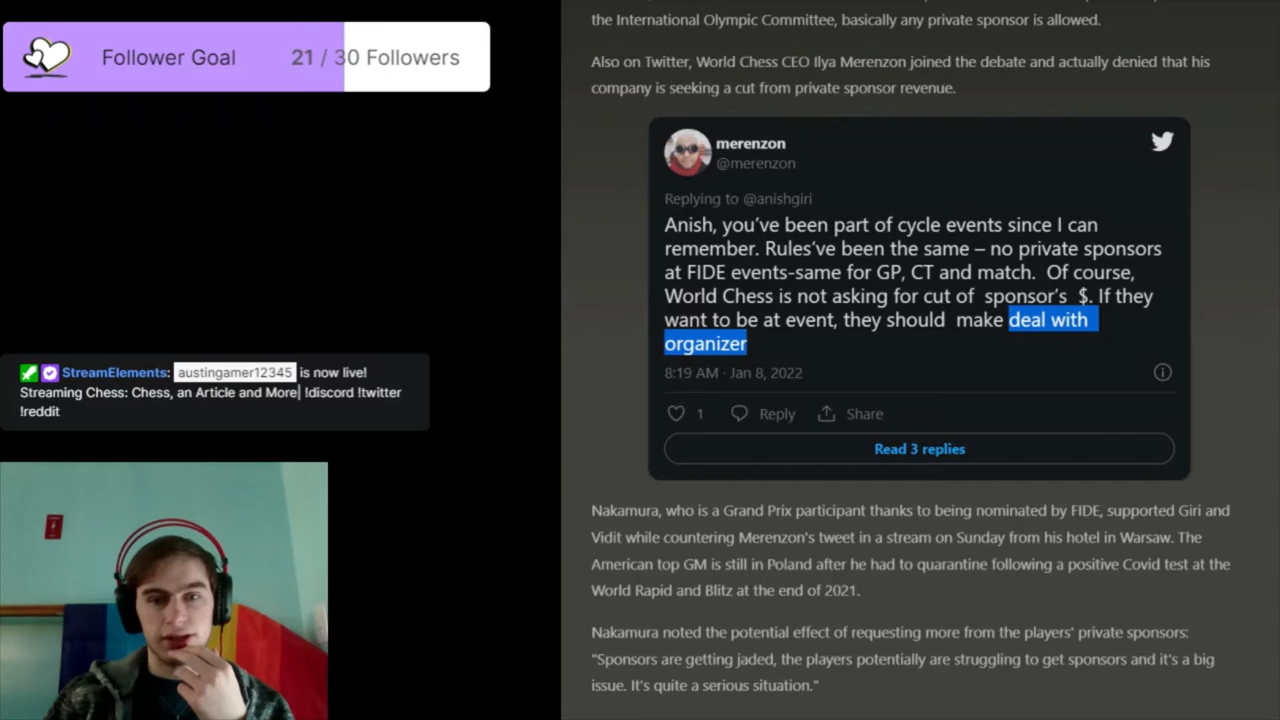 Follower Goal 21 / 30 Followers
StreamElements: austingamer12345 is now live!
Streaming Chess: Chess, an Article and More| !discord !twitter
!reddit
the International Olympic Committee, basically any private sponsor is allowed.
Also on Twitter, World Chess CEO Ilya Merenzon joined the debate and actually denied that his
company is seeking a cut from private sponsor revenue.
merenzon
@merenzon
Replying to @anishgiri
Anish, you’ve been part of cycle events since I can
remember. Rules’ve been the same – no private sponsors
at FIDE events-same for GP, CT and match. Of course,
World Chess is not asking for cut of sponsor’s $. If they
want to be at event, they should make deal with
organizer
8:19 AM · Jan 8, 2022
1 Reply Share
Read 3 replies
Nakamura, who is a Grand Prix participant thanks to being nominated by FIDE, supported Giri and
Vidit while countering Merenzon's tweet in a stream on Sunday from his hotel in Warsaw. The
American top GM is still in Poland after he had to quarantine following a positive Covid test at the
World Rapid and Blitz at the end of 2021.
Nakamura noted the potential effect of requesting more from the players' private sponsors:
"Sponsors are getting jaded, the players potentially are struggling to get sponsors and it's a big
issue. It's quite a serious situation."